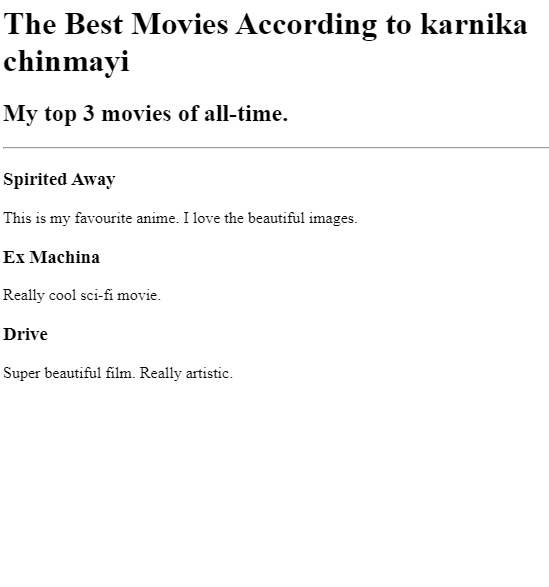 The Best Movies According to karnika
chinmayi
My top 3 movies of all-time.
Spirited Away
This is my favourite anime. I love the beautiful images.
Ex Machina
Really cool sci-fi movie.
Drive
Super beautiful film. Really artistic.